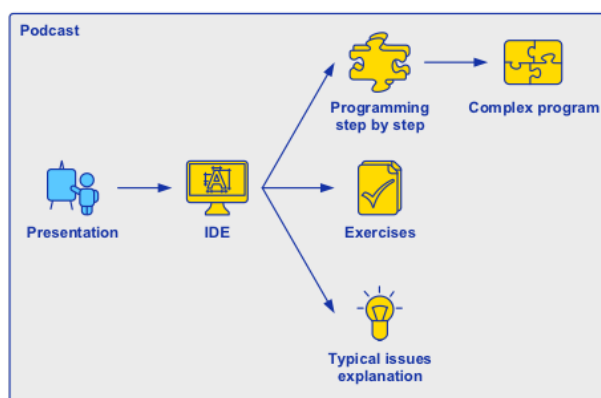 Podcast
Programming
step by step
Complex program
Presentation
IDE
Exercises
Typical issues
explanation